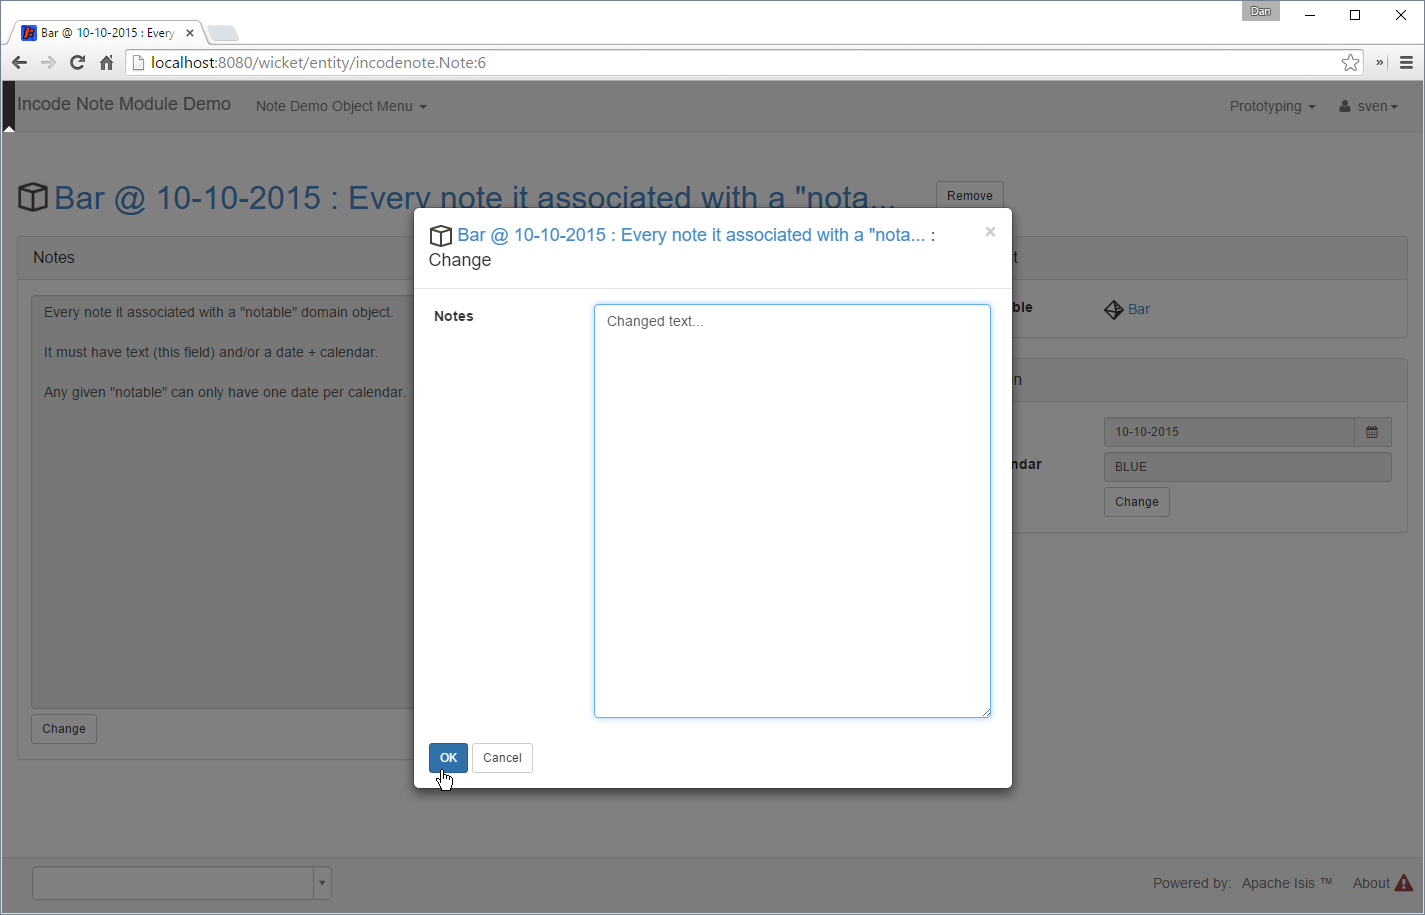 Dan
Bar @ 10-10-2015 : Every
localhost:8080/wicket/entity/incodenote.Note:6
Incode Note Module Demo
Note Demo Object Menu
Prototyping
sven
Bar @ 10-10-2015 : Every note it associated with a "nota...
Remove
Bar @ 10-10-2015 : Every note it associated with a "nota... :
Change
Notes
Every note it associated with a "notable" domain object.
It must have text (this field) and/or a date + calendar.
Any given "notable" can only have one date per calendar.
Change
Notes
Changed text...
OK
Cancel
Bar
10-10-2015
BLUE
Change
Powered by: Apache Isis ™
About